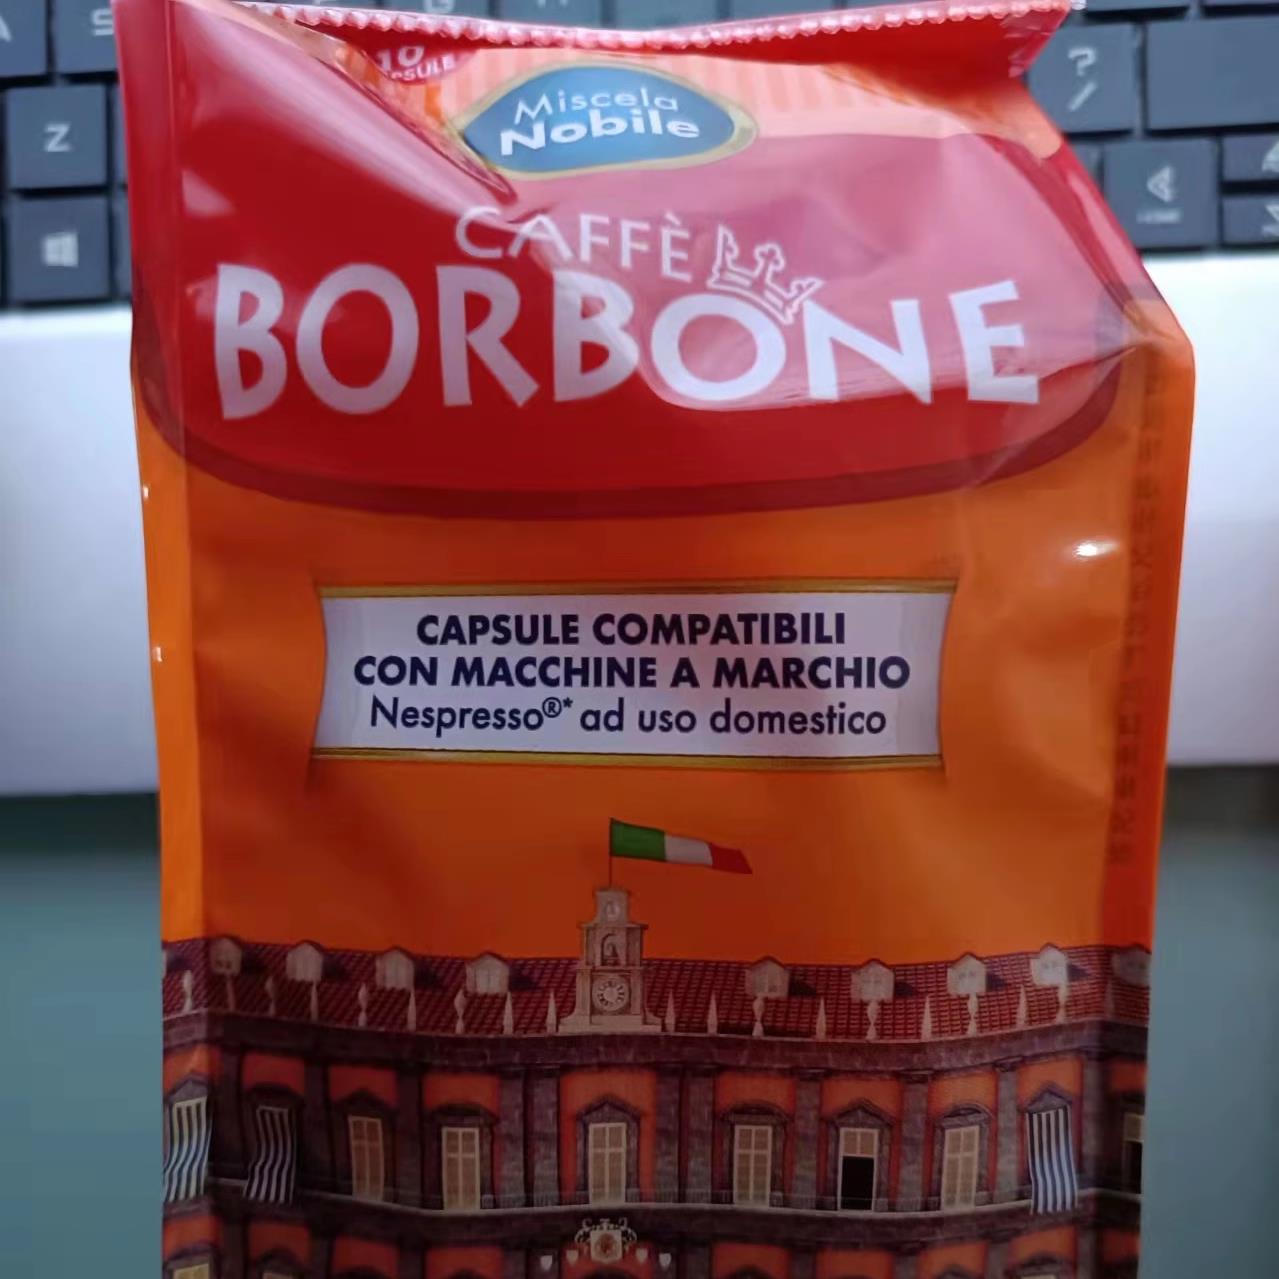 Z
?
/
10
Miscela
Nobile
CAFFÈ
BORBONE
CAPSULE COMPATIBILI
CON MACCHINE A MARCHIO
Nespresso®* ad uso domestico